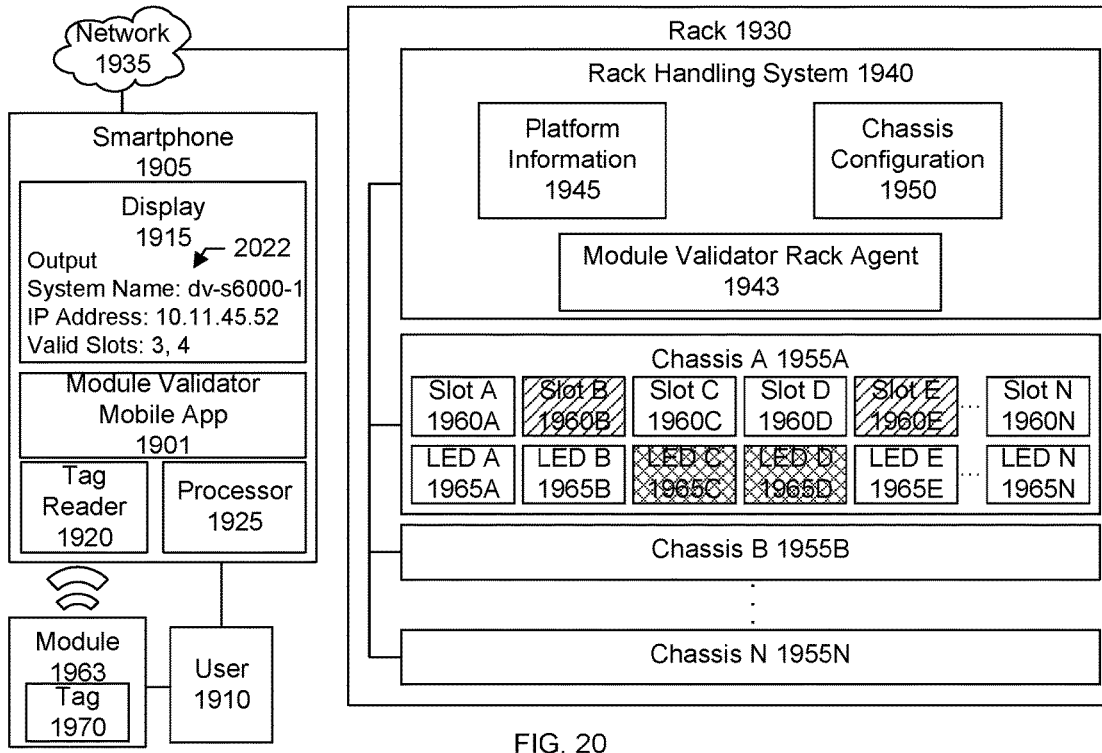 Network
1935
Smartphone
1905
Display
1915
2022
Output
System Name: dv-s6000-1
IP Address: 10.11.45.52
Valid Slots: 3, 4
Module Validator
Mobile App
1901
Tag
Reader
1920
Processor
1925
Module
1963
Tag
1970
User
1910
Rack 1930
Rack Handling System 1940
Platform
Information
1945
Chassis
Configuration
1950
Module Validator Rack Agent
1943
Chassis A 1955A
Slot A
1960A
Slot B
1960B
Slot C
1960C
Slot D
1960D
Slot E
1960E
...
Slot N
1960N
LED A
1965A
LED B
1965B
LED C
1965C
LED D
1965D
LED E
1965E
...
LED N
1965N
Chassis B 1955B
Chassis N 1955N
FIG. 20